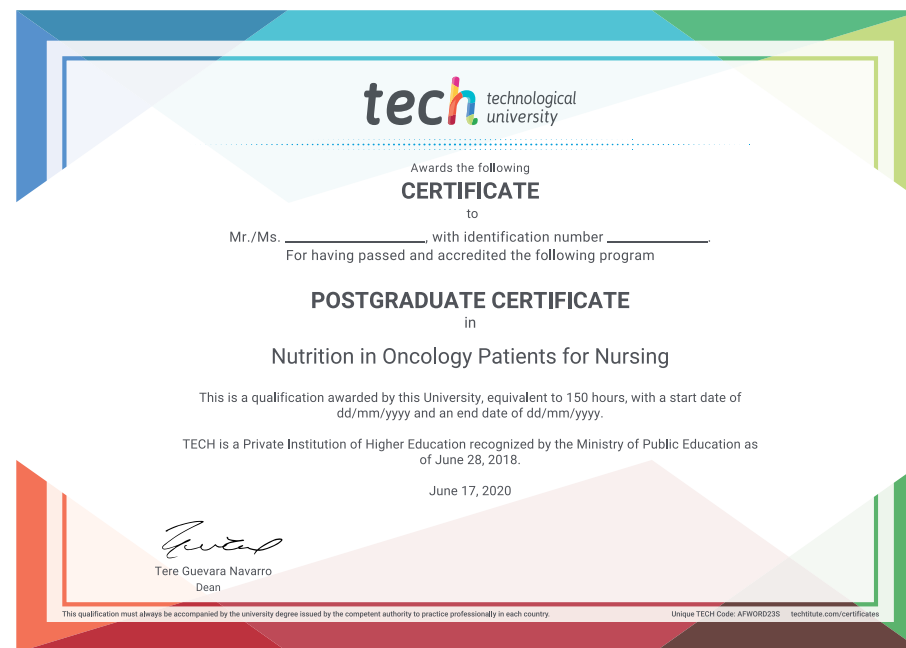 tech technological
university
Awards the following
CERTIFICATE
to
Mr./Ms. ____________________, with identification number ______________.
For having passed and accredited the following program
POSTGRADUATE CERTIFICATE
in
Nutrition in Oncology Patients for Nursing
This is a qualification awarded by this University, equivalent to 150 hours, with a start date of
dd/mm/yyyy and an end date of dd/mm/yyyy.
TECH is a Private Institution of Higher Education recognized by the Ministry of Public Education as
of June 28, 2018.
June 17, 2020
Tere Guevara Navarro
Dean
This qualification must always be accompanied by the university degree issued by the competent authority to practice professionally in each country. Unique TECH Code: AFWORD23S techtitute.com/certificates